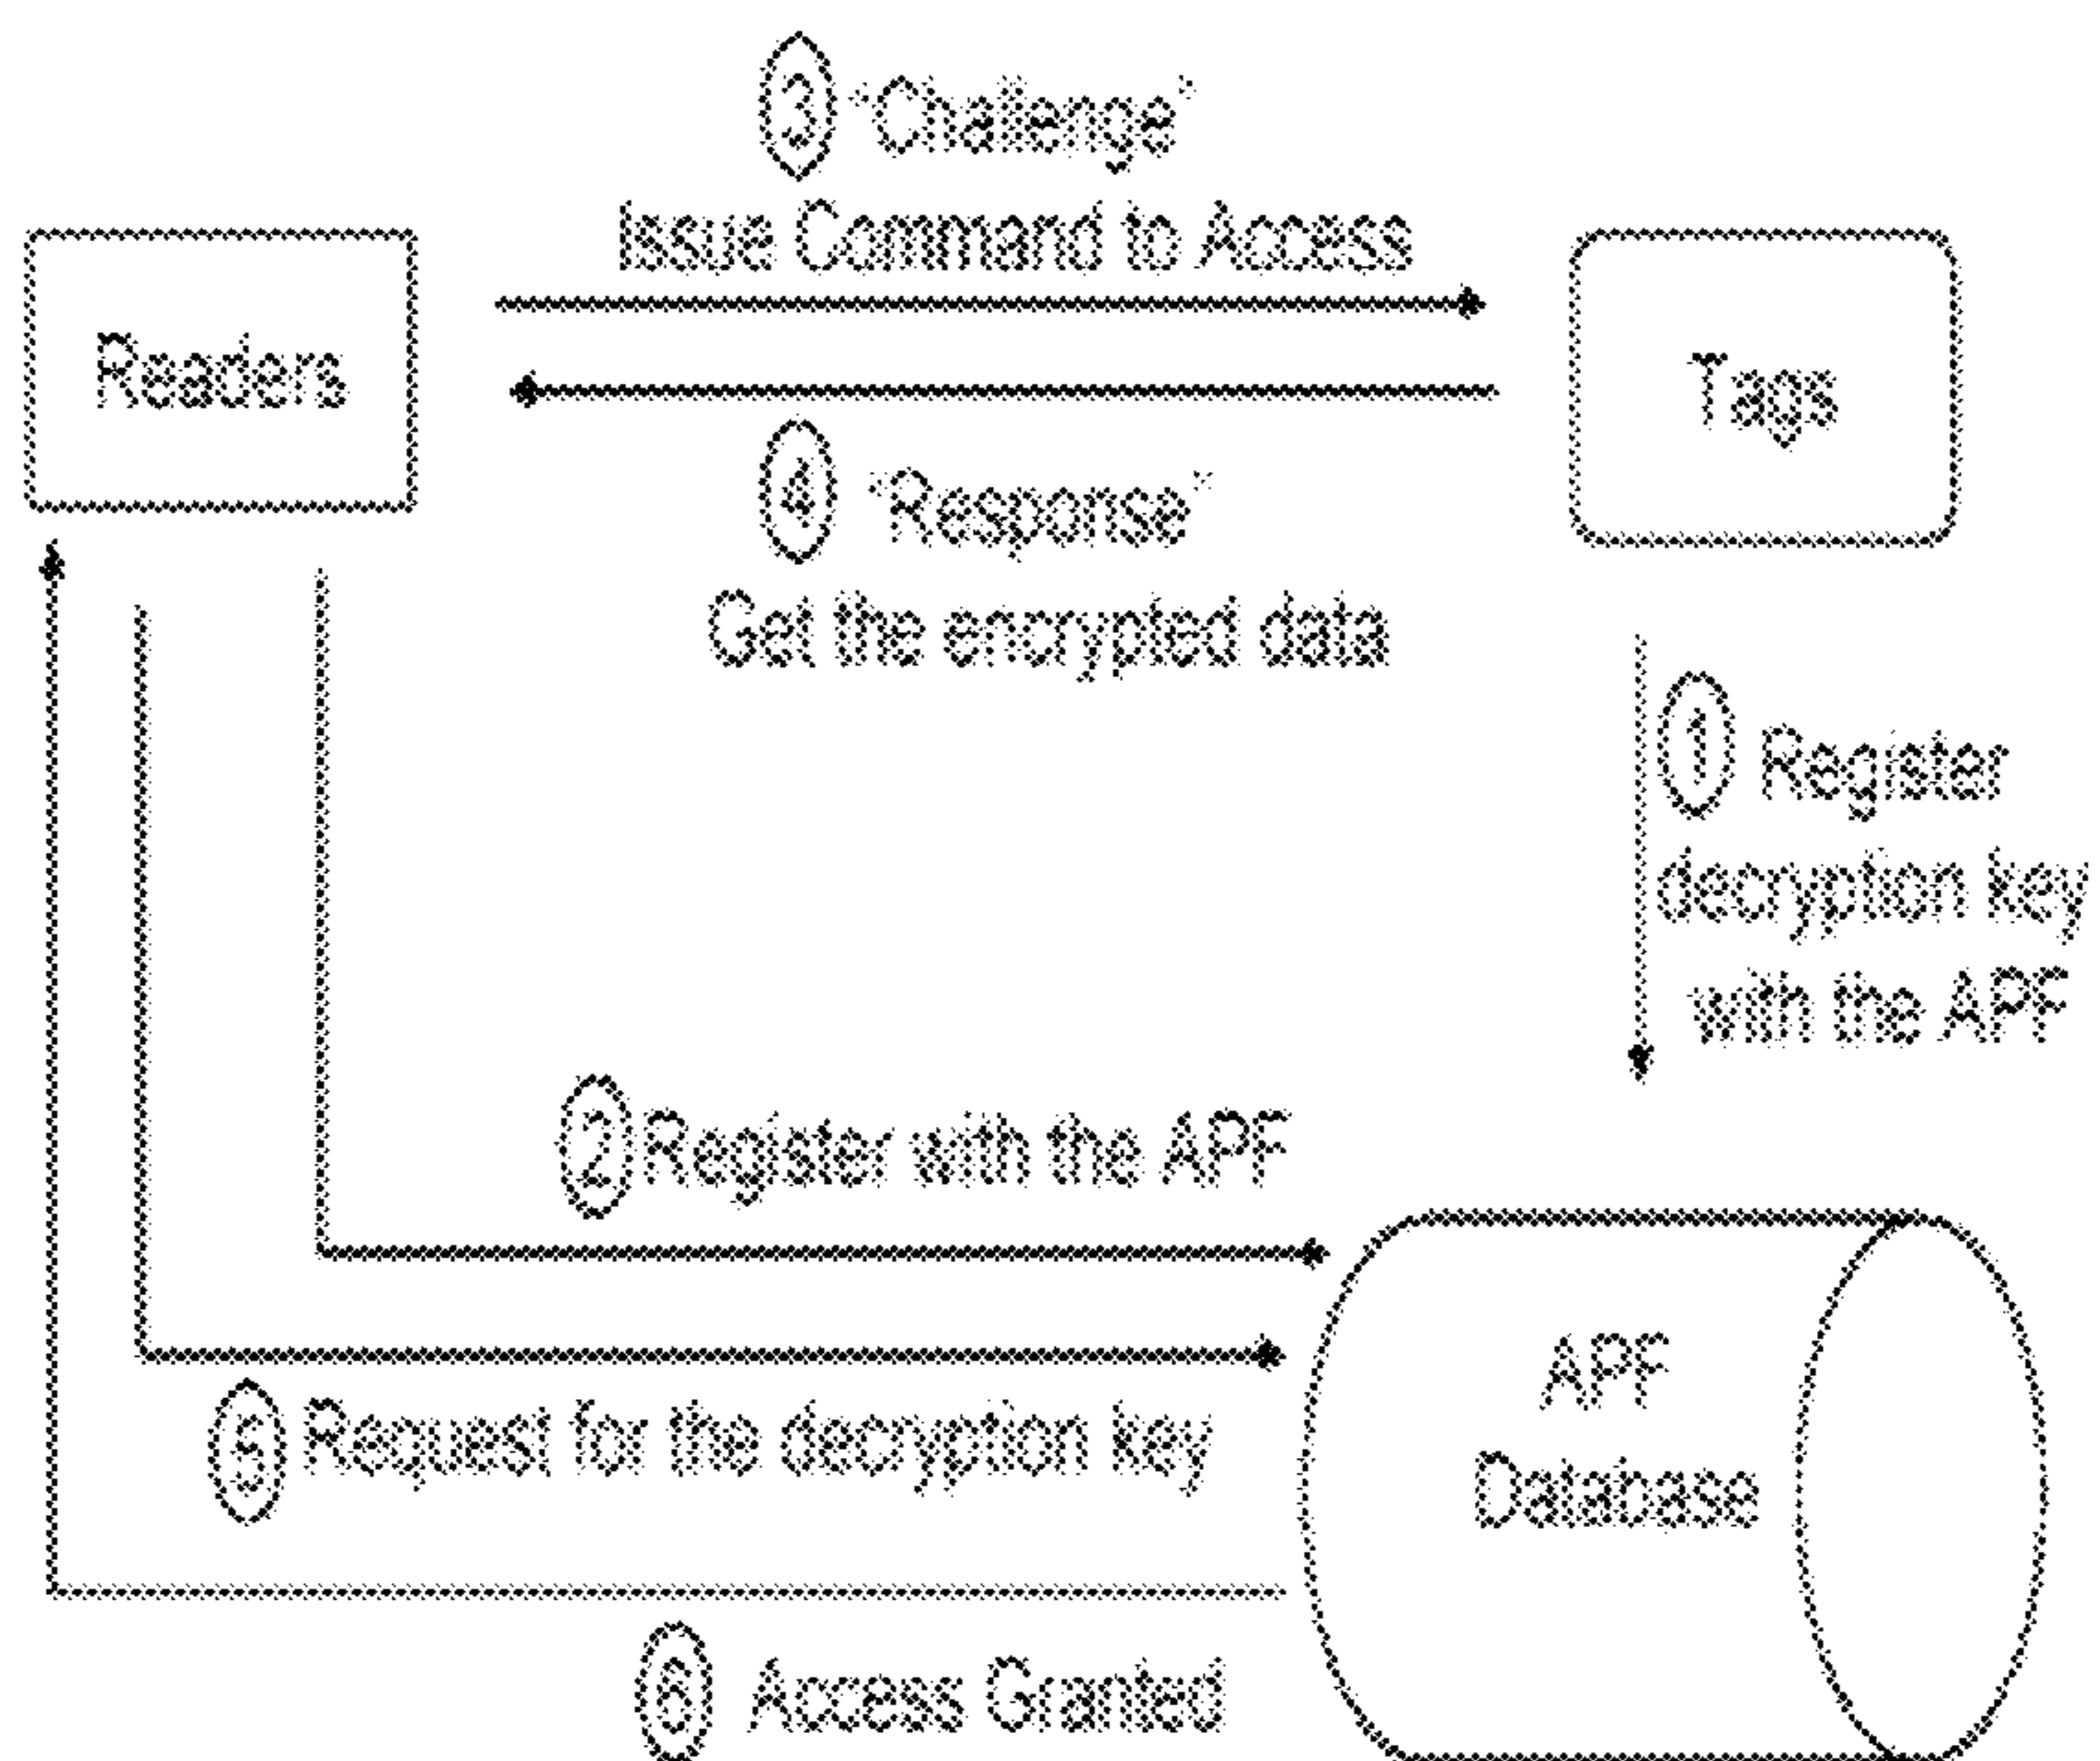 3 "Challenge"
Issue Command to Access
Readers
Tags
4 "Response"
Get the encrypted data
1 Register
decryption key
with the APF
2 Register with the APF
APF
Database
5 Request for the decryption key
6 Access Granted